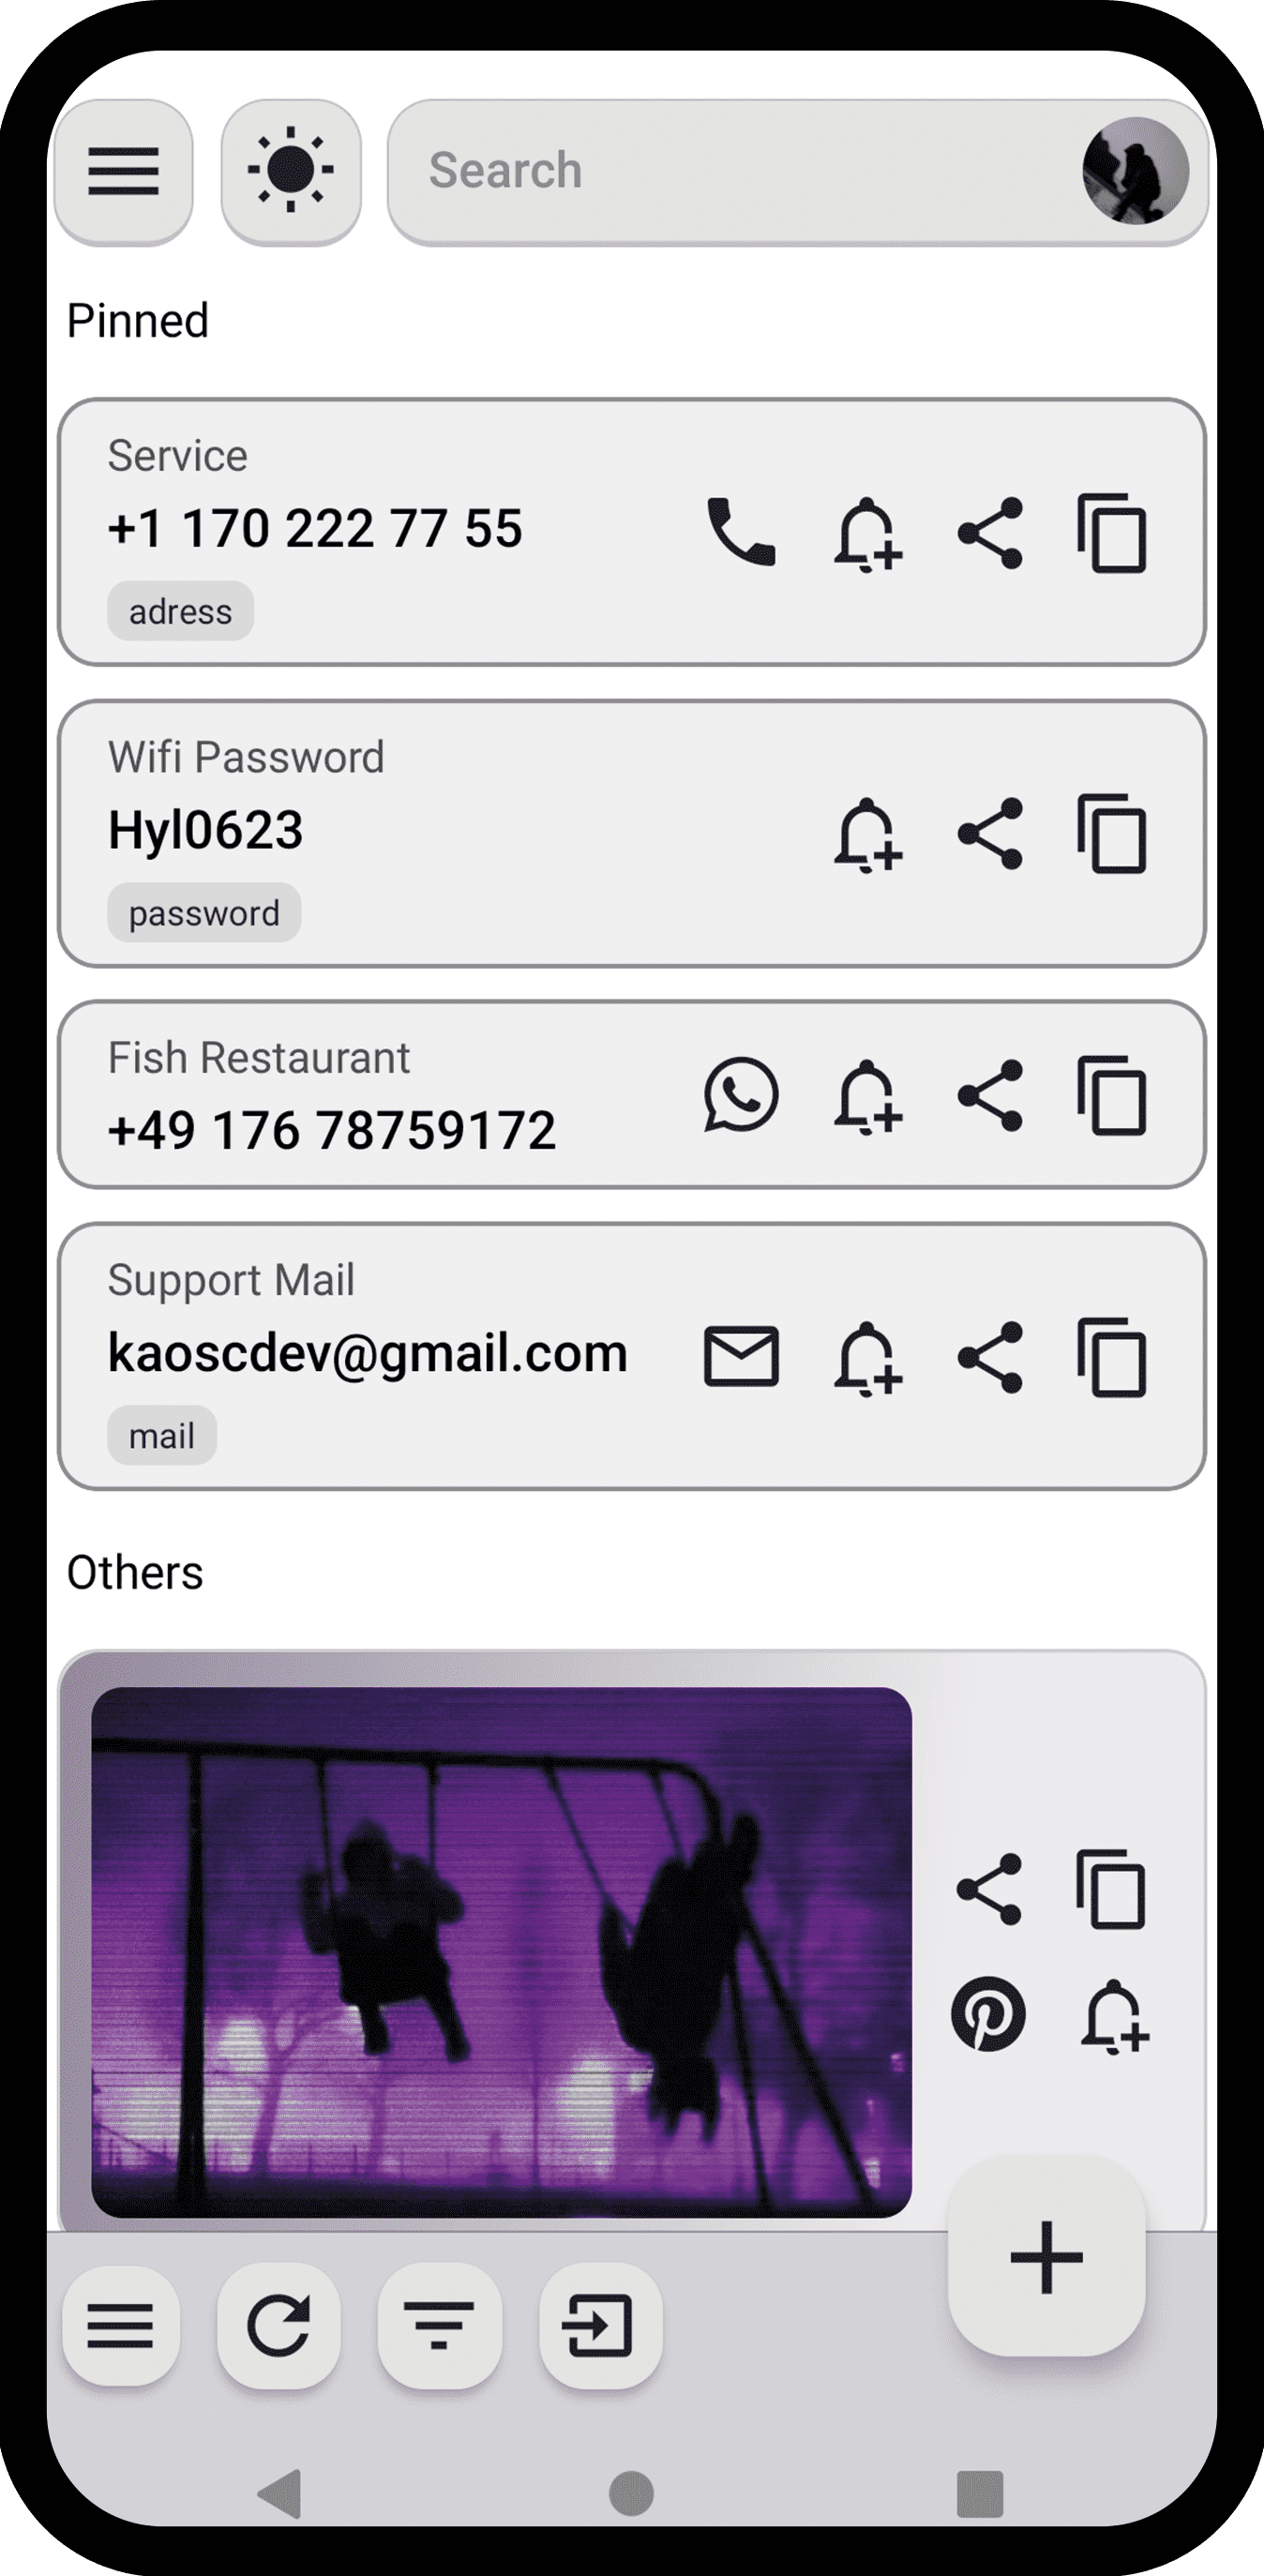 Search
Pinned
Service
+1 170 222 77 55
adress
Wifi Password
Hyl0623
password
Fish Restaurant
+49 176 78759172
Support Mail
kaoscdev@gmail.com
mail
Others